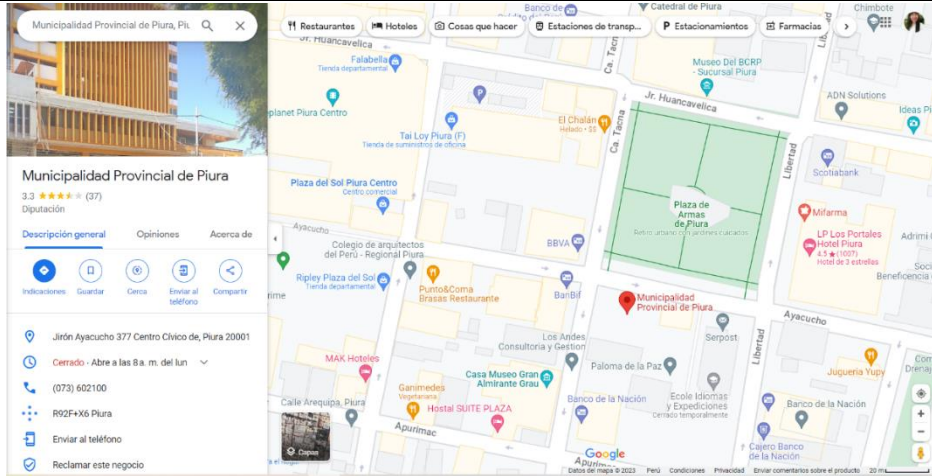 Municipalidad Provincial de Piura, Piu
Municipalidad Provincial de Piura
3.3 (37)
Diputación
Descripción general
Opiniones
Acerca de
Indicaciones
Guardar
Cerca
Enviar al teléfono
Compartir
Jirón Ayacucho 377 Centro Cívico de, Piura 20001
Cerrado · Abre a las 8 a. m. del lun
(073) 602100
R92F+X6 Piura
Enviar al teléfono
Reclamar este negocio
Restaurantes
Hoteles
Cosas que hacer
Estaciones de transp...
Estacionamientos
Farmacias
Banco de
Catedral de Piura
Chimbote
Jr. Huancavelica
Falabella
Tienda departamental
Ca. Tacna
Museo Del BCRP
- Sucursal Piura
Jr. Huancavelica
ADN Solutions
Ideas Pi
planet Piura Centro
El Chalán
Helado · $$
Ca. Tacna
Tai Loy Piura (F)
Tienda de suministros de oficina
Libertad
Scotiabank
Plaza del Sol Piura Centro
Centro comercial
Plaza de
Armas
de Piura
Retiro urbano con jardines cuidados
Mifarma
LP Los Portales
Hotel Piura
4.5 (1007)
Hotel de 3 estrellas
Adrimi
Ayacucho
Colegio de arquitectos
del Perú - Regional Piura
BBVA
Soci
Beneficencia
Ripley Plaza del Sol
Tienda departamental
Punto&Coma
Brasas Restaurante
BanBif
Municipalidad
Provincial de Piura
Ayacucho
Los Andes
Consultoria y Gestion
Serpost
Libertad
MAK Hoteles
Casa Museo Gran
Almirante Grau
Paloma de la Paz
Jugueria Yupy
Com
Drenaj
Calle Arequipa, Piura
Ganimedes
Vegetariana
Hostal SUITE PLAZA
Banco de la Nación
Ecole Idiomas
y Expediciones
Cerrado temporalmente
Banco de la Nación
Apurimac
Capas
Google
Apurimac
Cajero Banco
de la Nación
Datos del mapa © 2023
Perú
Condiciones
Privacidad
Enviar comentarios sobre el producto
20 m